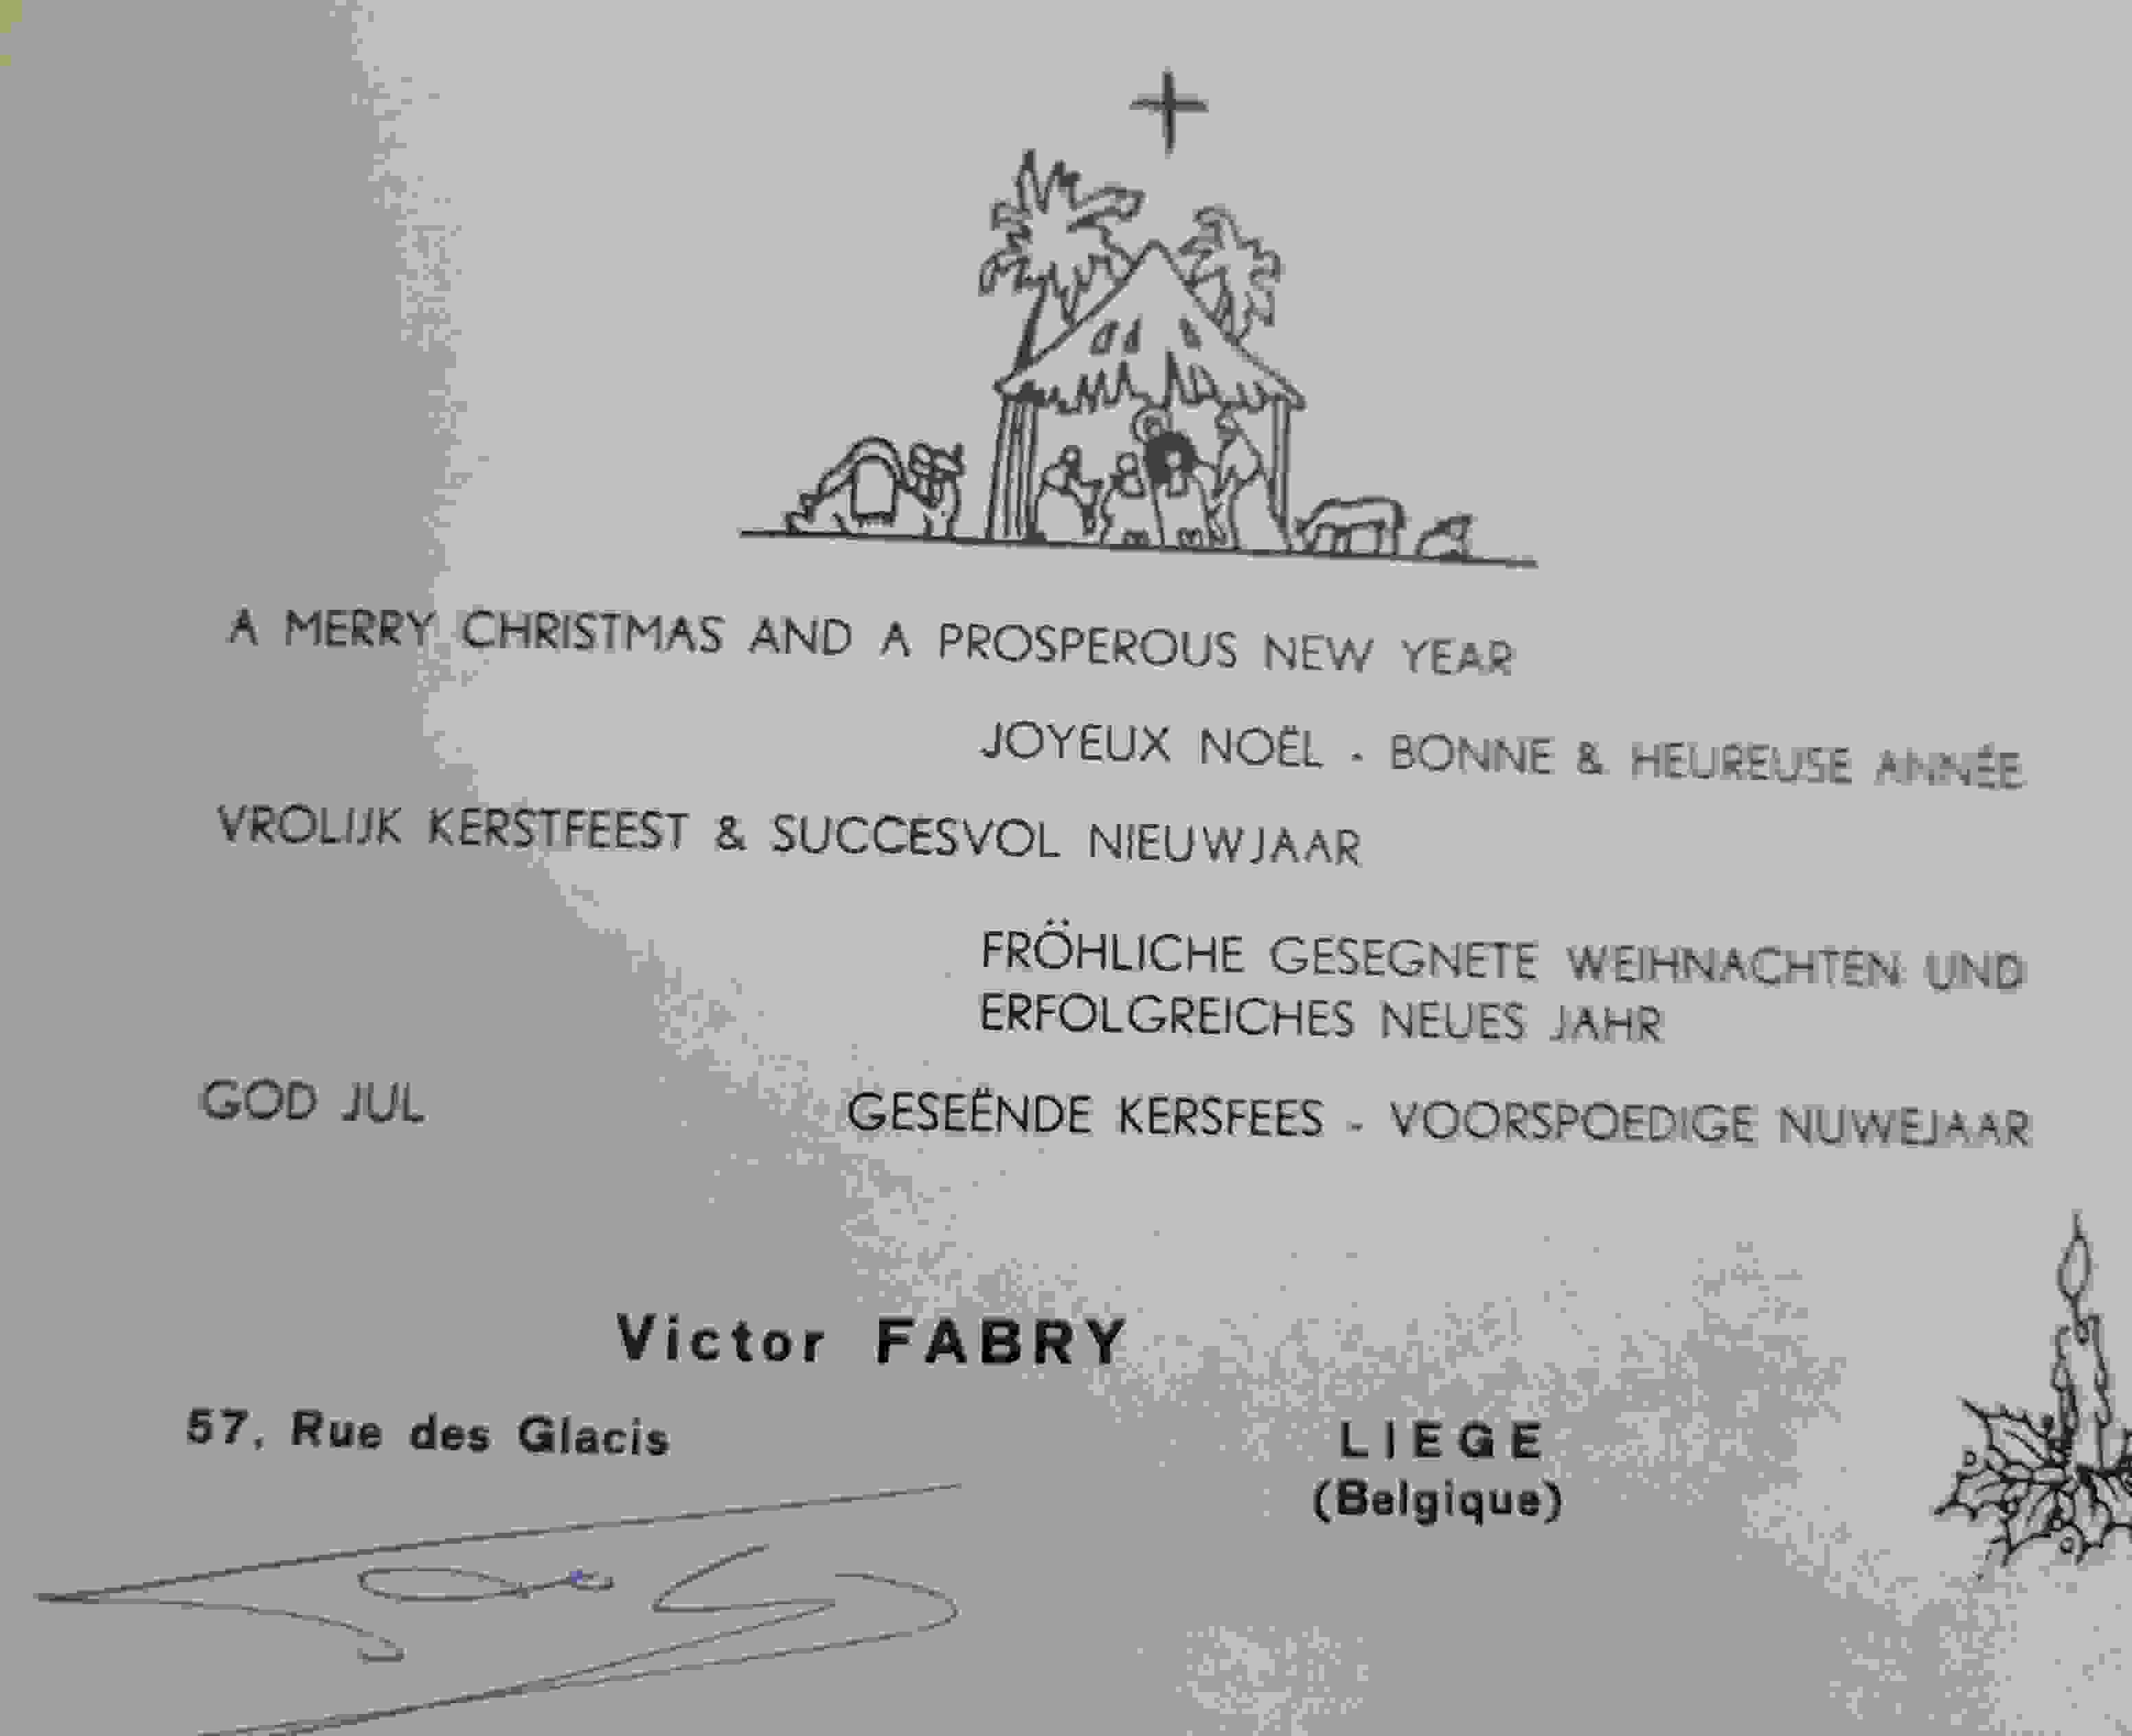 A MERRY CHRISTMAS AND A PROSPEROUS NEW YEAR
JOYEUX NOËL - BONNE & HEUREUSE ANNÉE
VROLIJK KERSTFEEST & SUCCESVOL NIEUWJAAR
FRÖHLICHE GESEGNETE WEIHNACHTEN UND
ERFOLGREICHES NEUES JAHR
GOD JUL GESEËNDE KERSFEES - VOORSPOEDIGE NUWEJAAR
Victor FABRY
57, Rue des Glacis LIEGE
(Belgique)